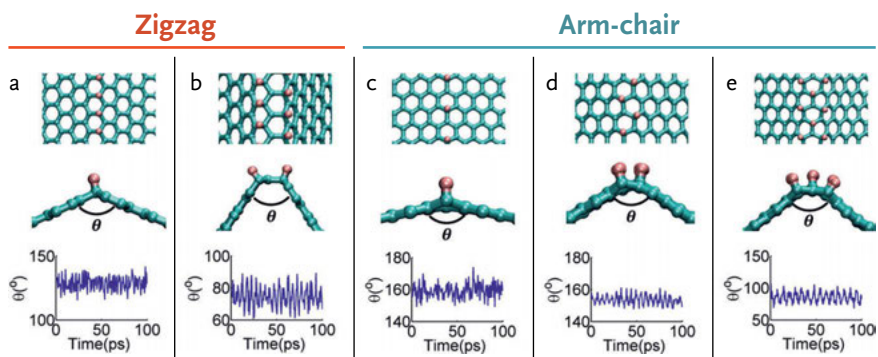 Zigzag
Arm-chair
a
b
c
d
e
θ
θ
θ
θ
θ
150
100
θ(°)
0 50 100
Time(ps)
100
80
60
θ(°)
0 50 100
Time(ps)
180
160
140
θ(°)
0 50 100
Time(ps)
180
160
140
θ(°)
0 50 100
Time(ps)
150
100
50
θ(°)
0 50 100
Time(ps)